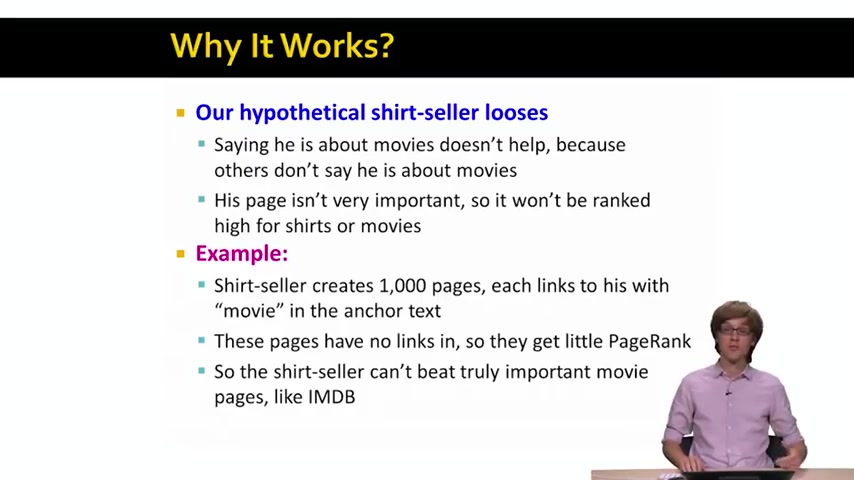 Why It Works?
Our hypothetical shirt-seller looses
Saying he is about movies doesn't help, because
others don't say he is about movies
His page isn't very important, so it won't be ranked
high for shirts or movies
Example:
Shirt-seller creates 1,000 pages, each links to his with
"movie" in the anchor text
These pages have no links in, so they get little PageRank
So the shirt-seller can't beat truly important movie
pages, like IMDB